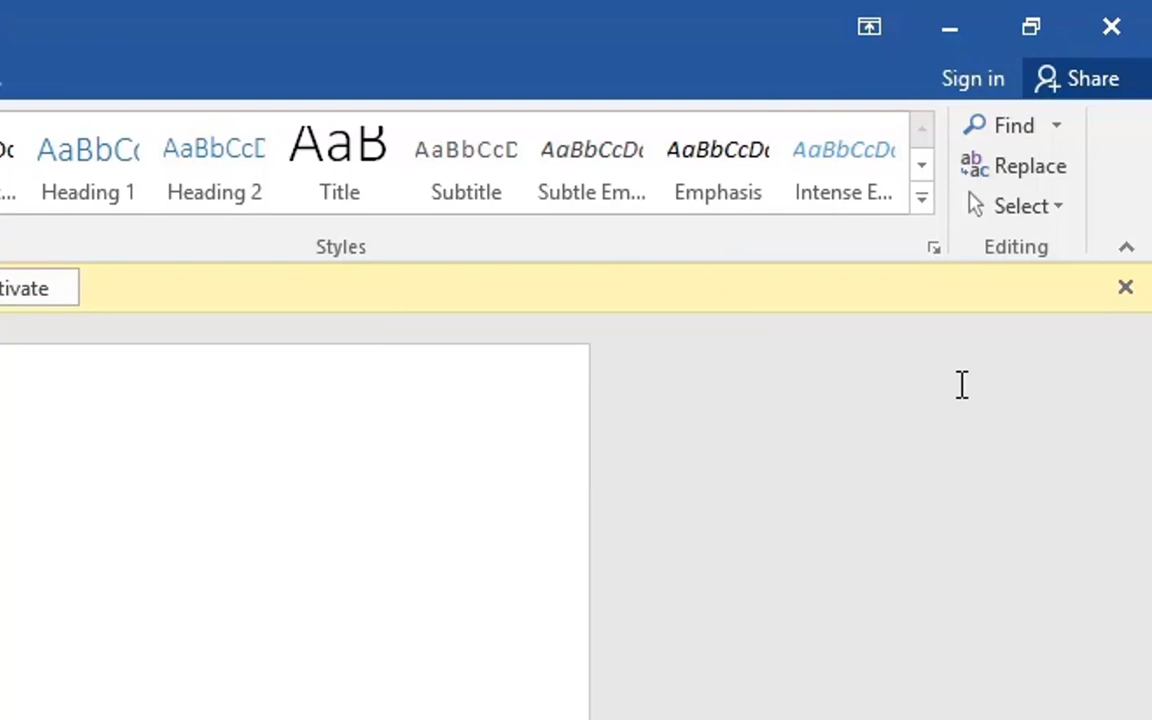 Sign in Share
AaBbCc AaBbCcD AaB AaBbCcD AaBbCcDc AaBbCcDc AaBbCcDc Find
Heading 1 Heading 2 Title Subtitle Subtle Em... Emphasis Intense E... Replace
Select
Styles Editing
tivate